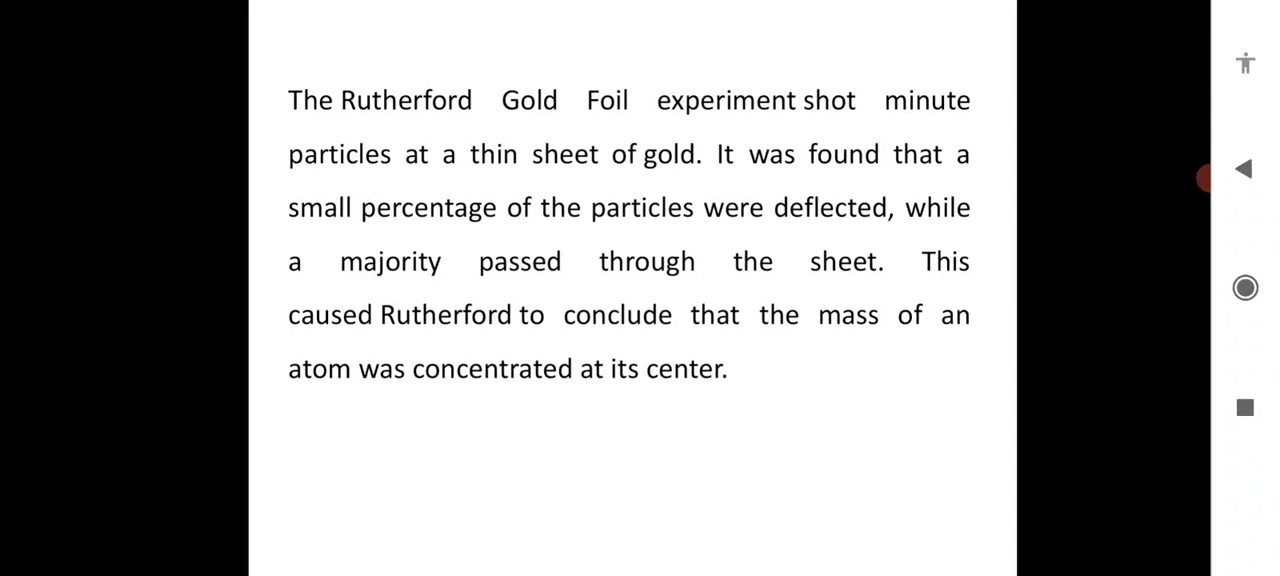 The Rutherford Gold Foil experiment shot minute
particles at a thin sheet of gold. It was found that a
small percentage of the particles were deflected, while
a majority passed through the sheet. This
caused Rutherford to conclude that the mass of an
atom was concentrated at its center.